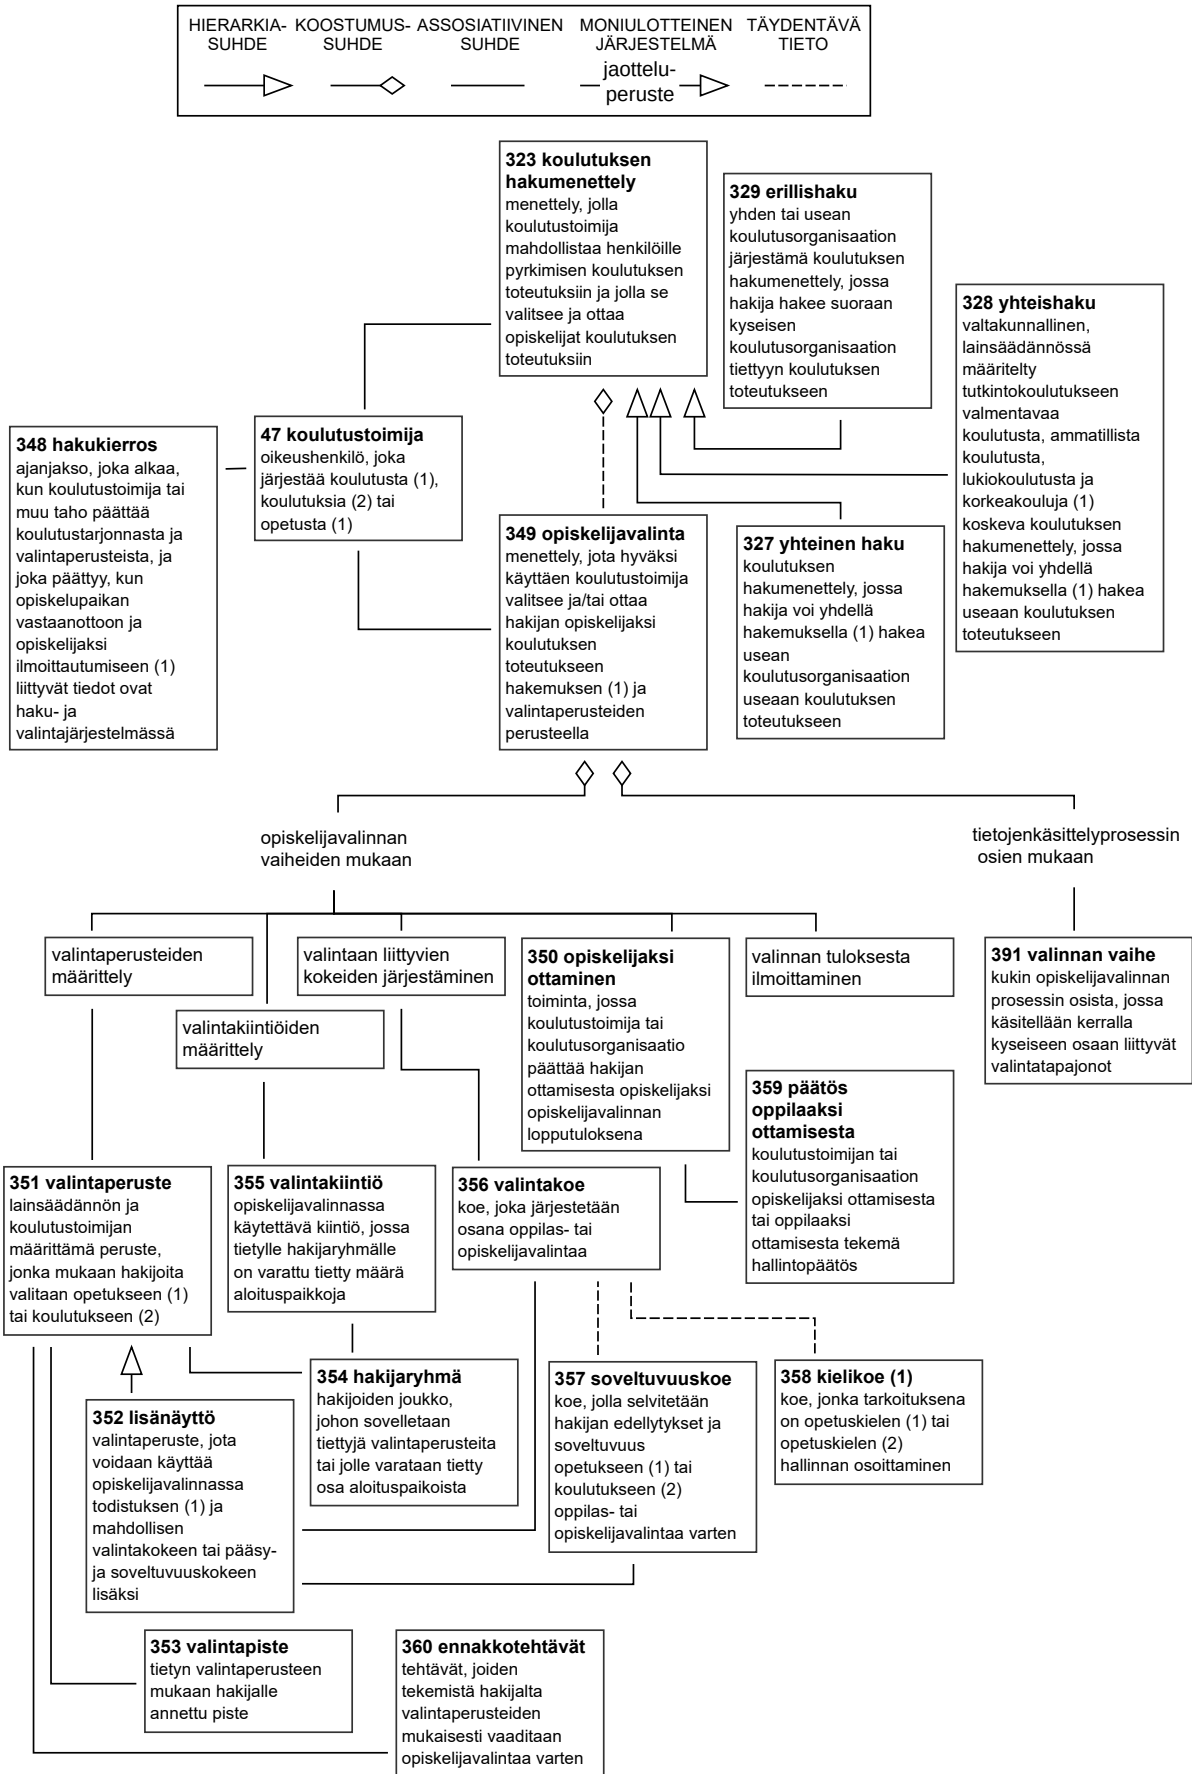 HIERARKIA-
SUHDE
KOOSTUMUS-
SUHDE
ASSOSIATIIVINEN
SUHDE
MONIULOTTEINEN
JÄRJESTELMÄ
TÄYDENTÄVÄ
TIETO
jaottelu-
peruste
323 koulutuksen
hakumenettely
menettely, jolla
koulutustoimija
mahdollistaa henkilöille
pyrkimisen koulutuksen
toteutuksiin ja jolla se
valitsee ja ottaa
opiskelijat koulutuksen
toteutuksiin
329 erillishaku
yhden tai usean
koulutusorganisaation
järjestämä koulutuksen
hakumenettely, jossa
hakija hakee suoraan
kyseisen
koulutusorganisaation
tiettyyn koulutuksen
toteutukseen
328 yhteishaku
valtakunnallinen,
lainsäädännössä
määritelty
tutkintokoulutukseen
valmentavaa
koulutusta, ammatillista
koulutusta,
lukiokoulutusta ja
korkeakouluja (1)
koskeva koulutuksen
hakumenettely, jossa
hakija voi yhdellä
hakemuksella (1) hakea
useaan koulutuksen
toteutukseen
348 hakukierros
ajanjakso, joka alkaa,
kun koulutustoimija tai
muu taho päättää
koulutustarjonnasta ja
valintaperusteista, ja
joka päättyy, kun
opiskelupaikan
vastaanottoon ja
opiskelijaksi
ilmoittautumiseen (1)
liittyvät tiedot ovat
haku- ja
valintajärjestelmässä
47 koulutustoimija
oikeushenkilö, joka
järjestää koulutusta (1),
koulutuksia (2) tai
opetusta (1)
349 opiskelijavalinta
menettely, jota hyväksi
käyttäen koulutustoimija
valitsee ja/tai ottaa
hakijan opiskelijaksi
koulutuksen
toteutukseen
hakemuksen (1) ja
valintaperusteiden
perusteella
327 yhteinen haku
koulutuksen
hakumenettely, jossa
hakija voi yhdellä
hakemuksella (1) hakea
usean
koulutusorganisaation
useaan koulutuksen
toteutukseen
opiskelijavalinnan
vaiheiden mukaan
tietojenkäsittelyprosessin
osien mukaan
valintaperusteiden
määrittely
valintakiintiöiden
määrittely
valintaan liittyvien
kokeiden järjestäminen
350 opiskelijaksi
ottaminen
toiminta, jossa
koulutustoimija tai
koulutusorganisaatio
päättää hakijan
ottamisesta opiskelijaksi
opiskelijavalinnan
lopputuloksena
valinnan tuloksesta
ilmoittaminen
391 valinnan vaihe
kukin opiskelijavalinnan
prosessin osista, jossa
käsitellään kerralla
kyseiseen osaan liittyvät
valintatapajonot
359 päätös
oppilaaksi
ottamisesta
koulutustoimijan tai
koulutusorganisaation
opiskelijaksi ottamisesta
tai oppilaaksi
ottamisesta tekemä
hallintopäätös
351 valintaperuste
lainsäädännön ja
koulutustoimijan
määrittämä peruste,
jonka mukaan hakijoita
valitaan opetukseen (1)
tai koulutukseen (2)
355 valintakiintiö
opiskelijavalinnassa
käytettävä kiintiö, jossa
tietylle hakijaryhmälle
on varattu tietty määrä
aloituspaikkoja
356 valintakoe
koe, joka järjestetään
osana oppilas- tai
opiskelijavalintaa
352 lisänäyttö
valintaperuste, jota
voidaan käyttää
opiskelijavalinnassa
todistuksen (1) ja
mahdollisen
valintakokeen tai pääsy-
ja soveltuvuuskokeen
lisäksi
354 hakijaryhmä
hakijoiden joukko,
johon sovelletaan
tiettyjä valintaperusteita
tai jolle varataan tietty
osa aloituspaikoista
357 soveltuvuuskoe
koe, jolla selvitetään
hakijan edellytykset ja
soveltuvuus
opetukseen (1) tai
koulutukseen (2)
oppilas- tai
opiskelijavalintaa varten
358 kielikoe (1)
koe, jonka tarkoituksena
on opetuskielen (1) tai
opetuskielen (2)
hallinnan osoittaminen
353 valintapiste
tietyn valintaperusteen
mukaan hakijalle
annettu piste
360 ennakkotehtävät
tehtävät, joiden
tekemistä hakijalta
valintaperusteiden
mukaisesti vaaditaan
opiskelijavalintaa varten